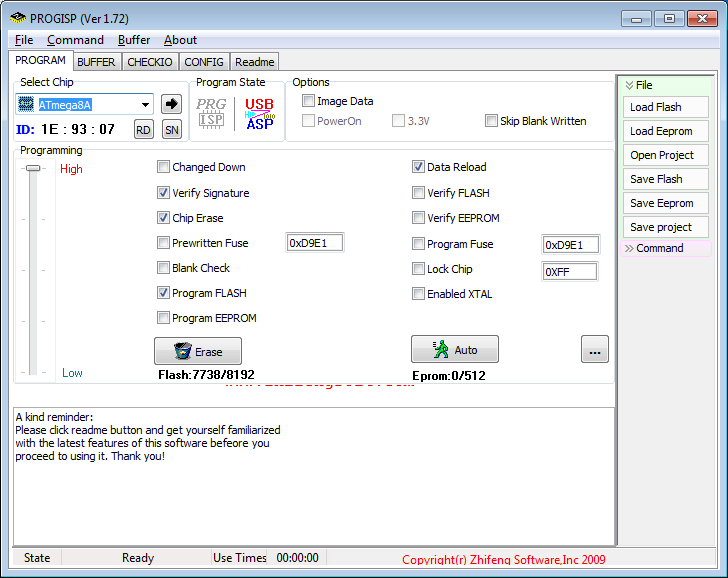 PROGISP (Ver 1.72)
File Command Buffer About
PROGRAM BUFFER CHECKIO CONFIG Readme
Select Chip
ATmega8A
ID: 1E : 93 : 07 RD SN
Program State
PRG
ISP
USB
ASP
Options
Image Data
PowerOn 3.3V Skip Blank Written
Programming
High
Low
Changed Down
Verify Signature
Chip Erase
Prewritten Fuse 0xD9E1
Blank Check
Program FLASH
Program EEPROM
Erase
Flash:7738/8192
Data Reload
Verify FLASH
Verify EEPROM
Program Fuse 0xD9E1
Lock Chip 0XFF
Enabled XTAL
Auto ...
Eprom:0/512
File
Load Flash
Load Eeprom
Open Project
Save Flash
Save Eeprom
Save project
Command
A kind reminder:
Please click readme button and get yourself familiarized
with the latest features of this software befeore you
proceed to using it. Thank you!
State Ready Use Times 00:00:00 Copyright(r) Zhifeng Software,Inc 2009